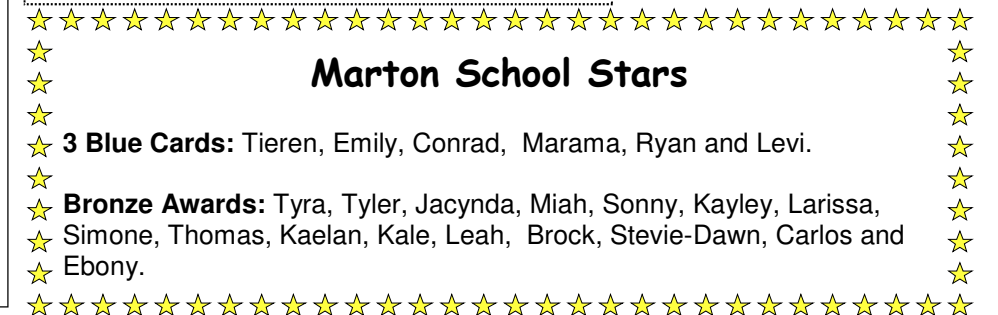 Marton School Stars
3 Blue Cards: Tieren, Emily, Conrad,  Marama, Ryan and Levi.
Bronze Awards: Tyra, Tyler, Jacynda, Miah, Sonny, Kayley, Larissa,
Simone, Thomas, Kaelan, Kale, Leah,  Brock, Stevie-Dawn, Carlos and
Ebony.